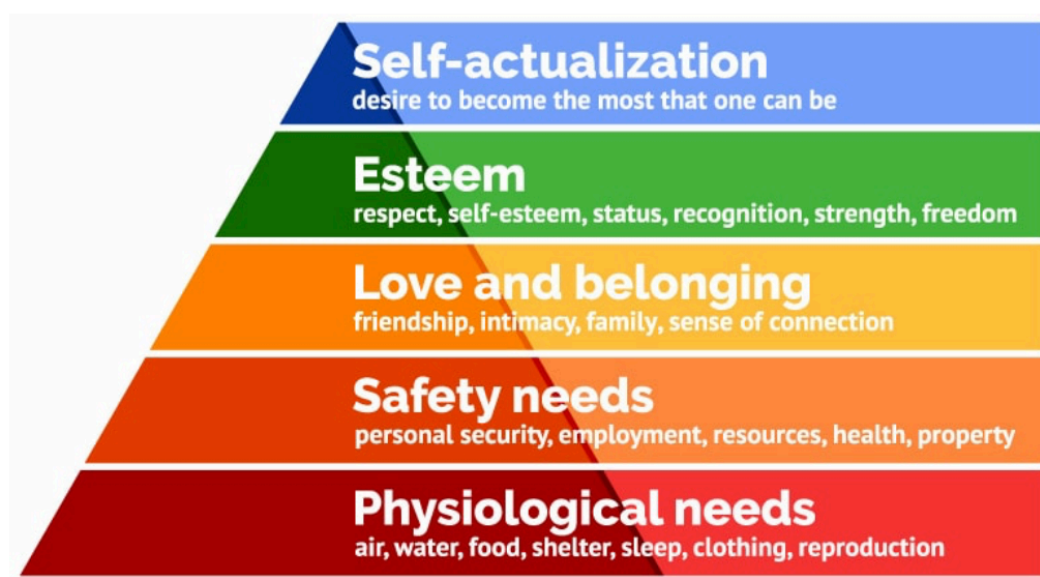 Self-actualization
desire to become the most that one can be
Esteem
respect, self-esteem, status, recognition, strength, freedom
Love and belonging
friendship, intimacy, family, sense of connection
Safety needs
personal security, employment, resources, health, property
Physiological needs
air, water, food, shelter, sleep, clothing, reproduction